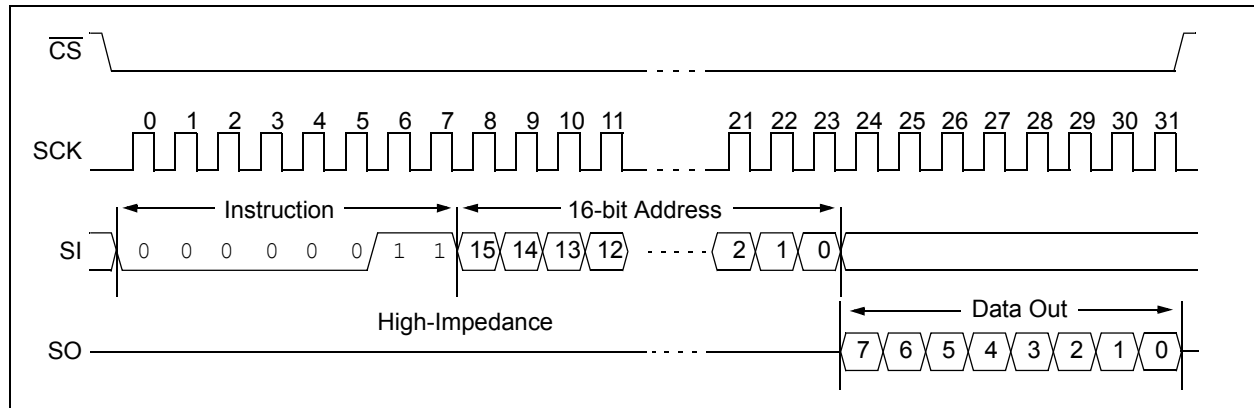 CS
0 1 2 3 4 5 6 7 8 9 10 11 21 22 23 24 25 26 27 28 29 30 31
SCK
Instruction 16-bit Address
SI 0 0 0 0 0 0 1 1 15 14 13 12 2 1 0
Data Out
High-Impedance
SO 7 6 5 4 3 2 1 0